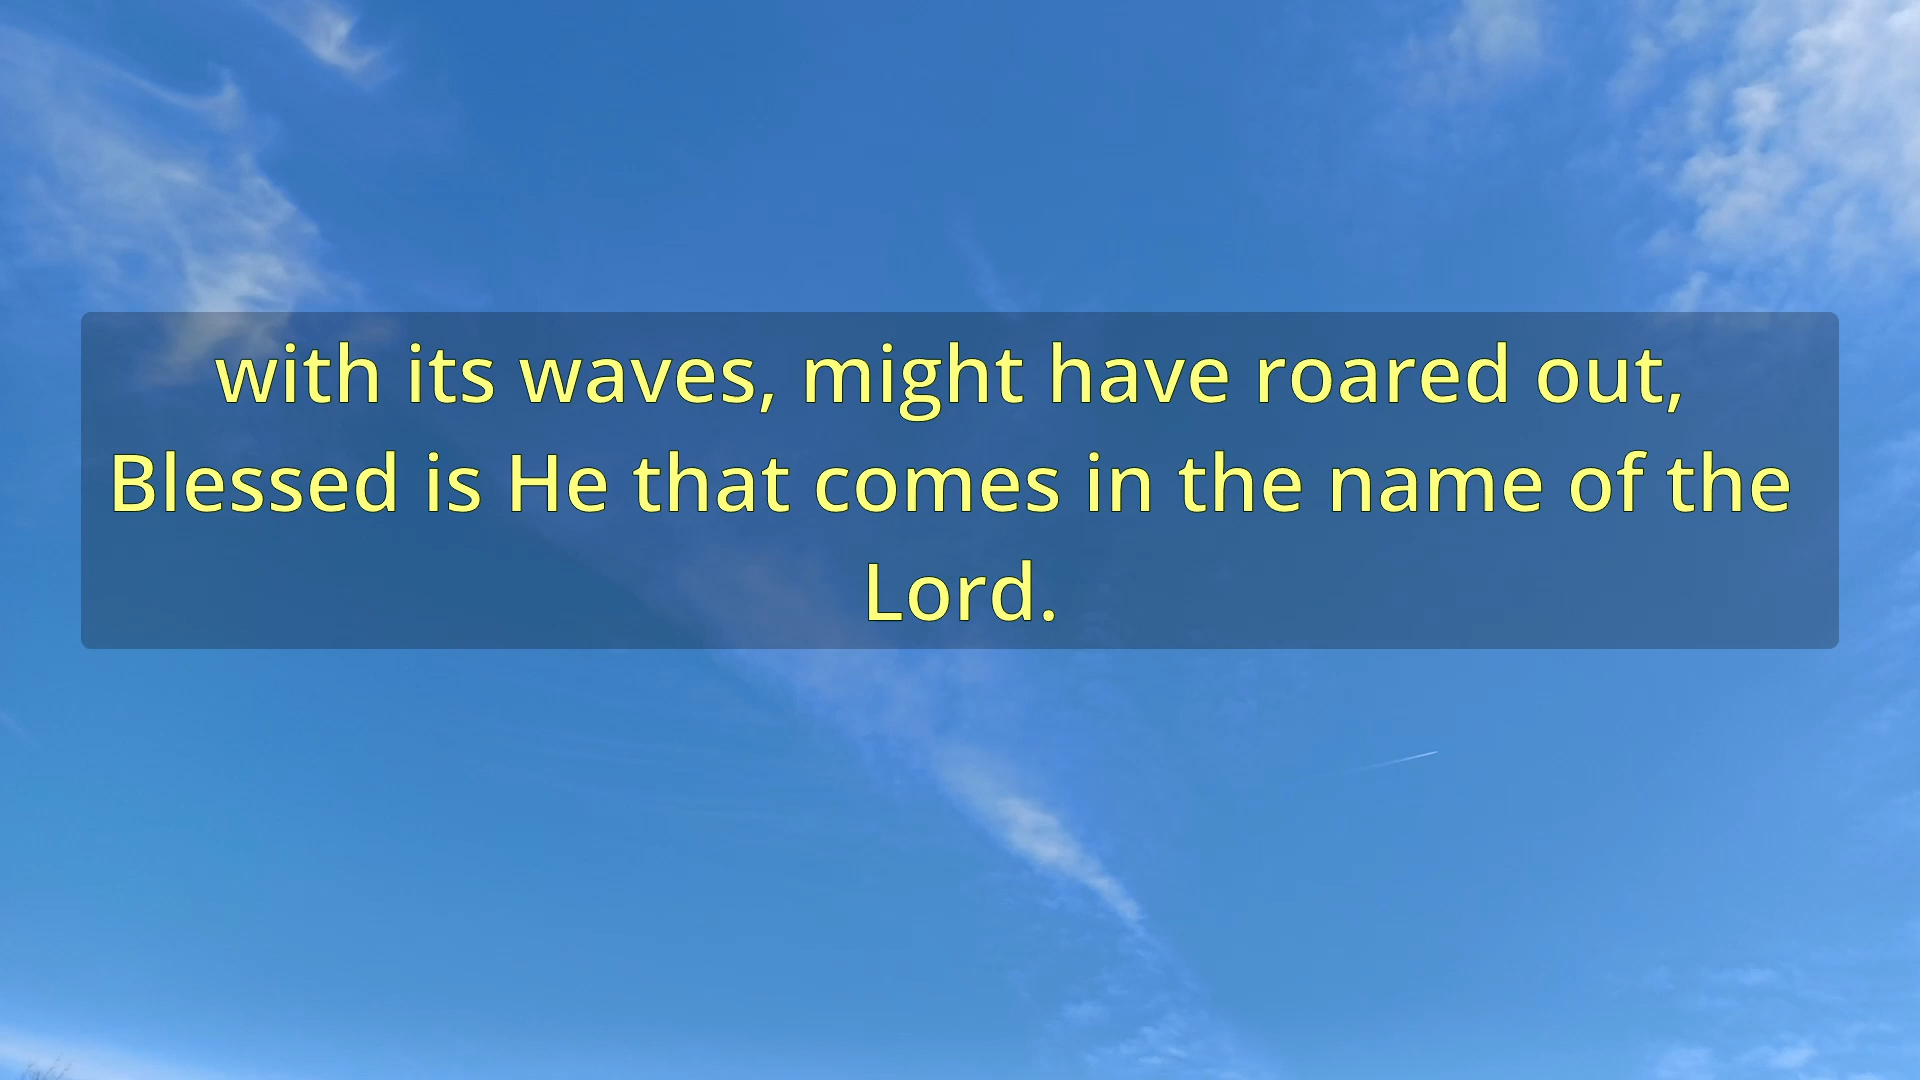 with its waves, might have roared out,
Blessed is He that comes in the name of the
Lord.